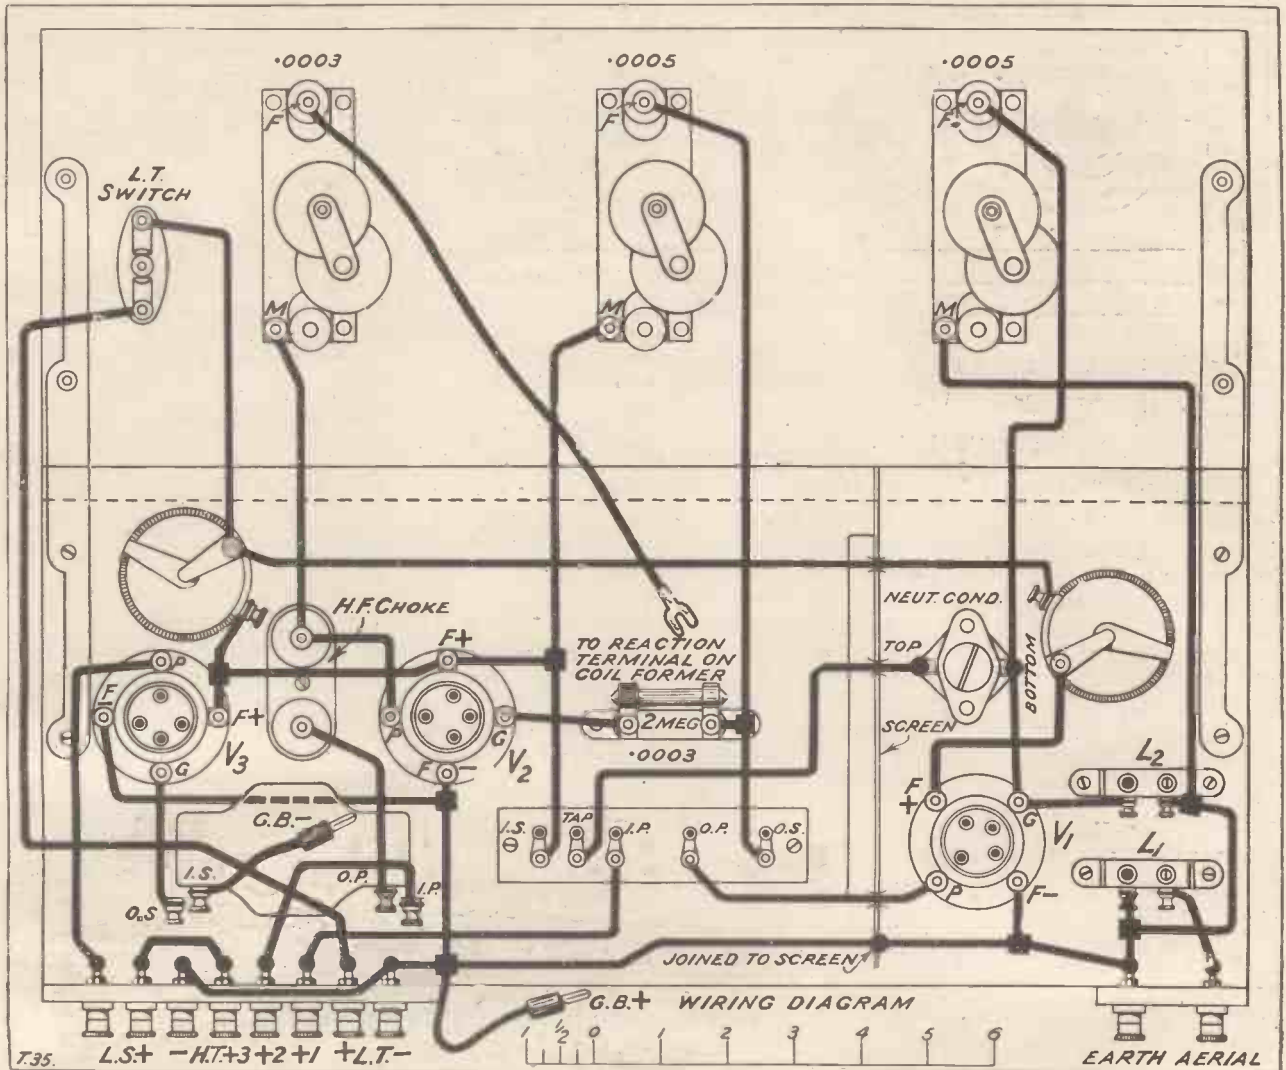 .0003 .0005 .0005
F F F
L.T.
SWITCH
M M M
H.F. CHOKE
F+
NEUT. COND.
TO REACTION
TERMINAL ON
COIL FORMER
TOP
BOTTOM
P
F F+ P G
2 MEG
SCREEN
V3 V2
G F -
.0003
L2
F
+
G
V1
G.B.-
I.S. TAP I.P. O.P. O.S.
L1
I.S. O.P. I.P.
P F-
O.S
JOINED TO SCREEN
G.B.+ WIRING DIAGRAM
1 1/2 0 1 2 3 4 5 6
T.35. L.S.+ - H.T.+3 +2 +1 + L.T. - EARTH AERIAL